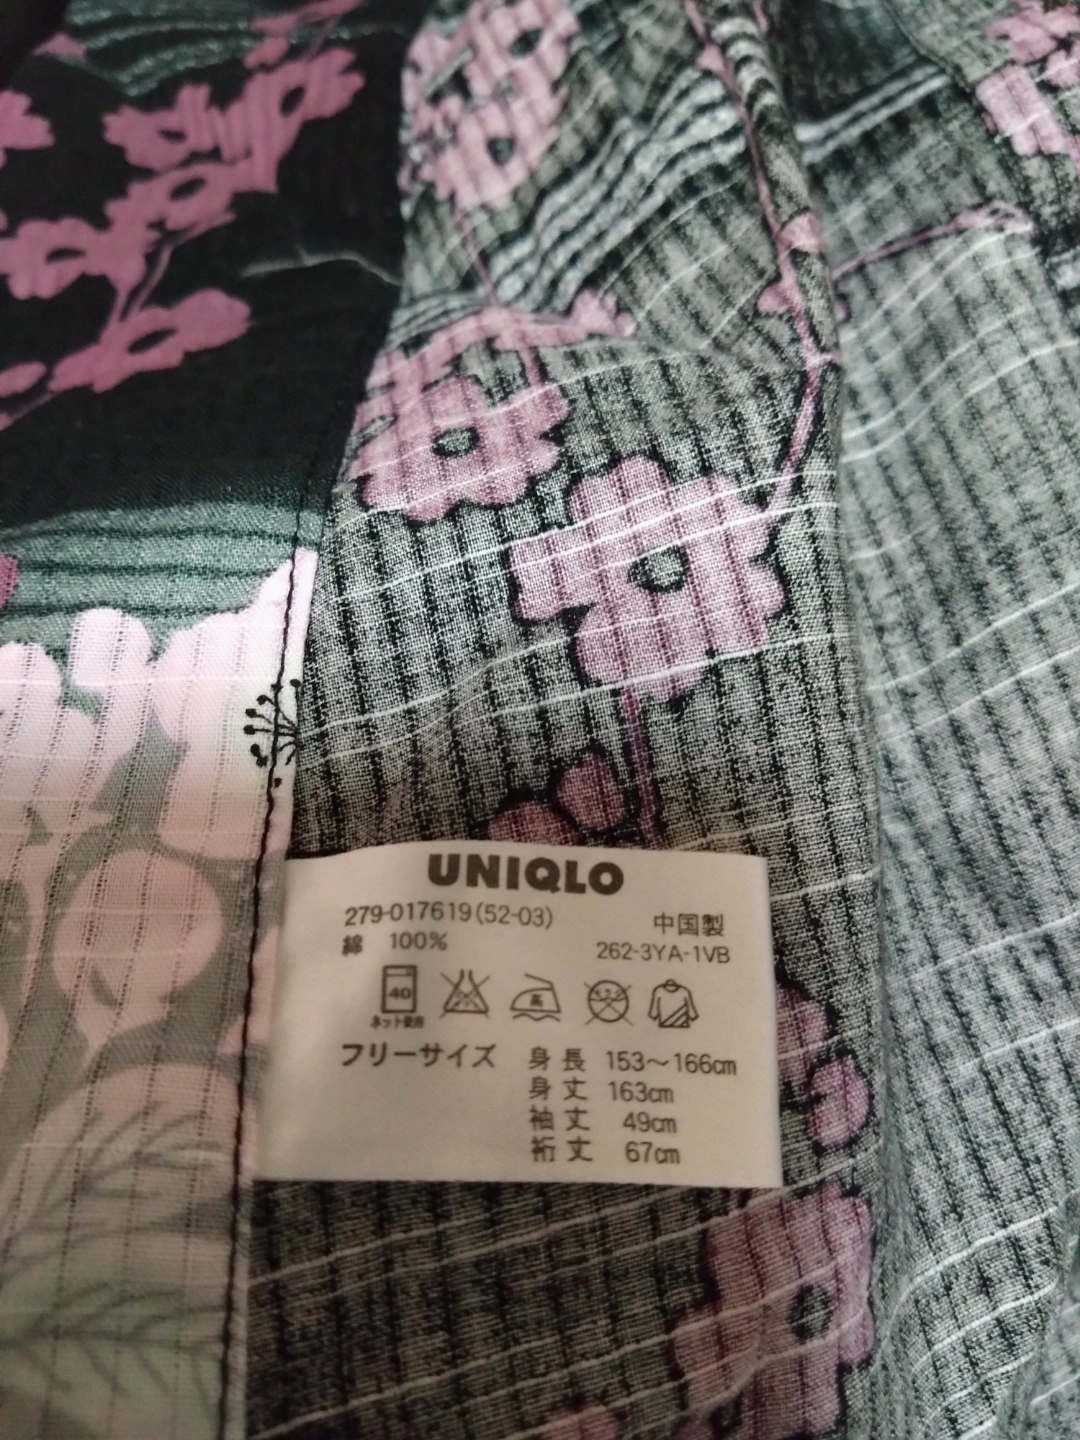 UNIQLO
279-017619(52-03) 中国製
綿 100% 262-3YA-1VB
40
高
ネット使用
フリーサイズ 身長 153〜166㎝
身丈 163㎝
袖丈 49㎝
裄丈 67㎝